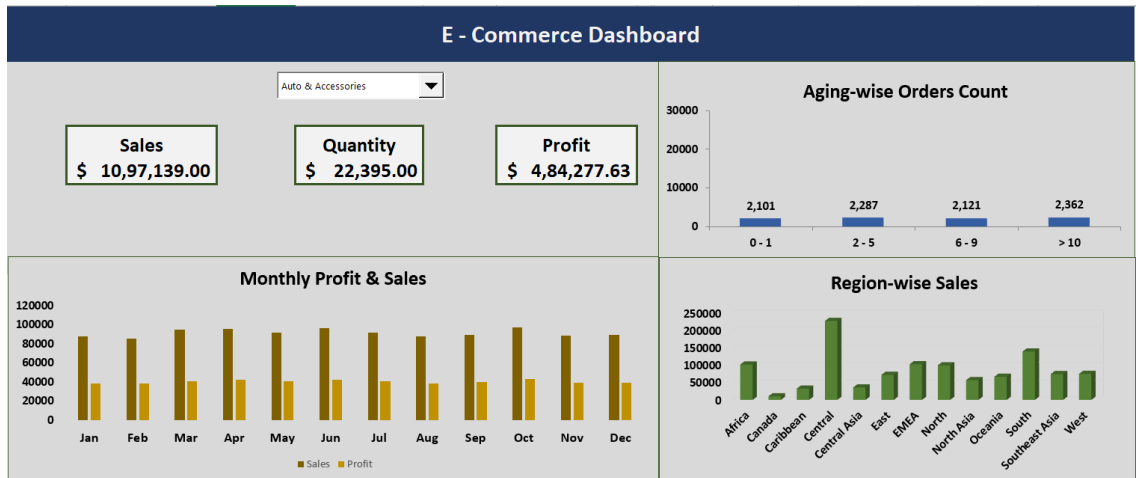 E - Commerce Dashboard
Auto & Accessories
Sales
$ 10,97,139.00
Quantity
$ 22,395.00
Profit
$ 4,84,277.63
Aging-wise Orders Count
30000
20000
10000
0
2,101
2,287
2,121
2,362
0 - 1
2 - 5
6 - 9
> 10
Monthly Profit & Sales
120000
100000
80000
60000
40000
20000
0
Jan
Feb
Mar
Apr
May
Jun
Jul
Aug
Sep
Oct
Nov
Dec
Sales
Profit
Region-wise Sales
250000
200000
150000
100000
50000
0
Africa
Canada
Caribbean
Central
Central Asia
East
EMEA
North
North Asia
Oceania
South
Southeast Asia
West